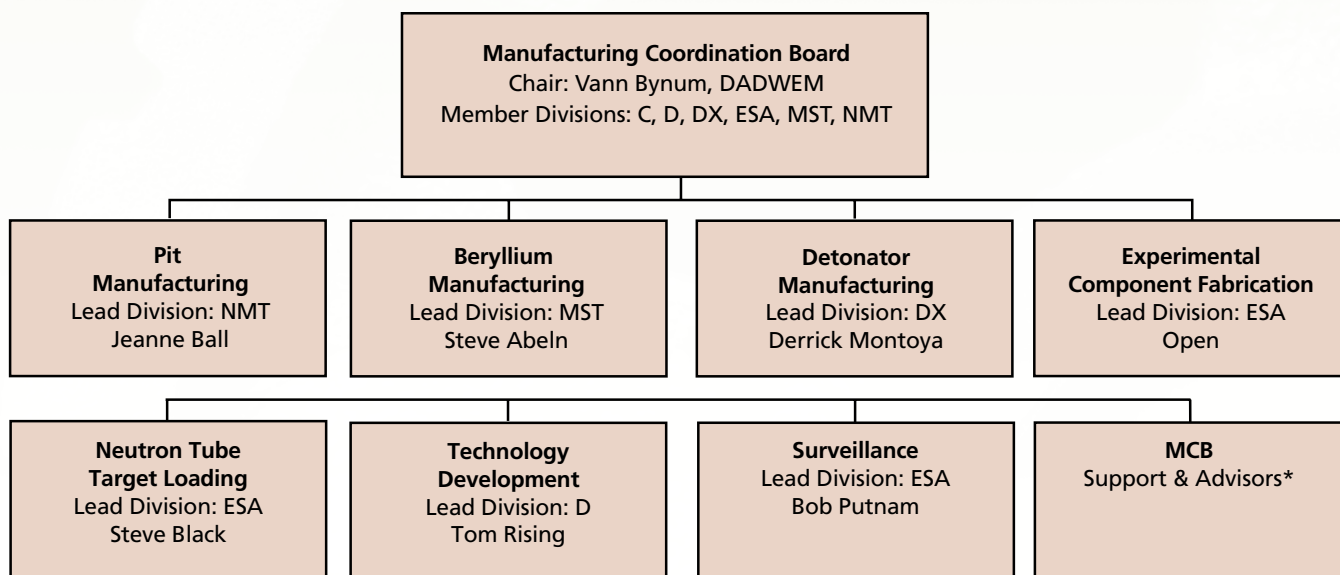 Manufacturing Coordination Board
Chair: Vann Bynum, DADWEM
Member Divisions: C, D, DX, ESA, MST, NMT
Pit
Manufacturing
Lead Division: NMT
Jeanne Ball
Beryllium
Manufacturing
Lead Division: MST
Steve Abeln
Detonator
Manufacturing
Lead Division: DX
Derrick Montoya
Experimental
Component Fabrication
Lead Division: ESA
Open
Neutron Tube
Target Loading
Lead Division: ESA
Steve Black
Technology
Development
Lead Division: D
Tom Rising
Surveillance
Lead Division: ESA
Bob Putnam
MCB
Support & Advisors*